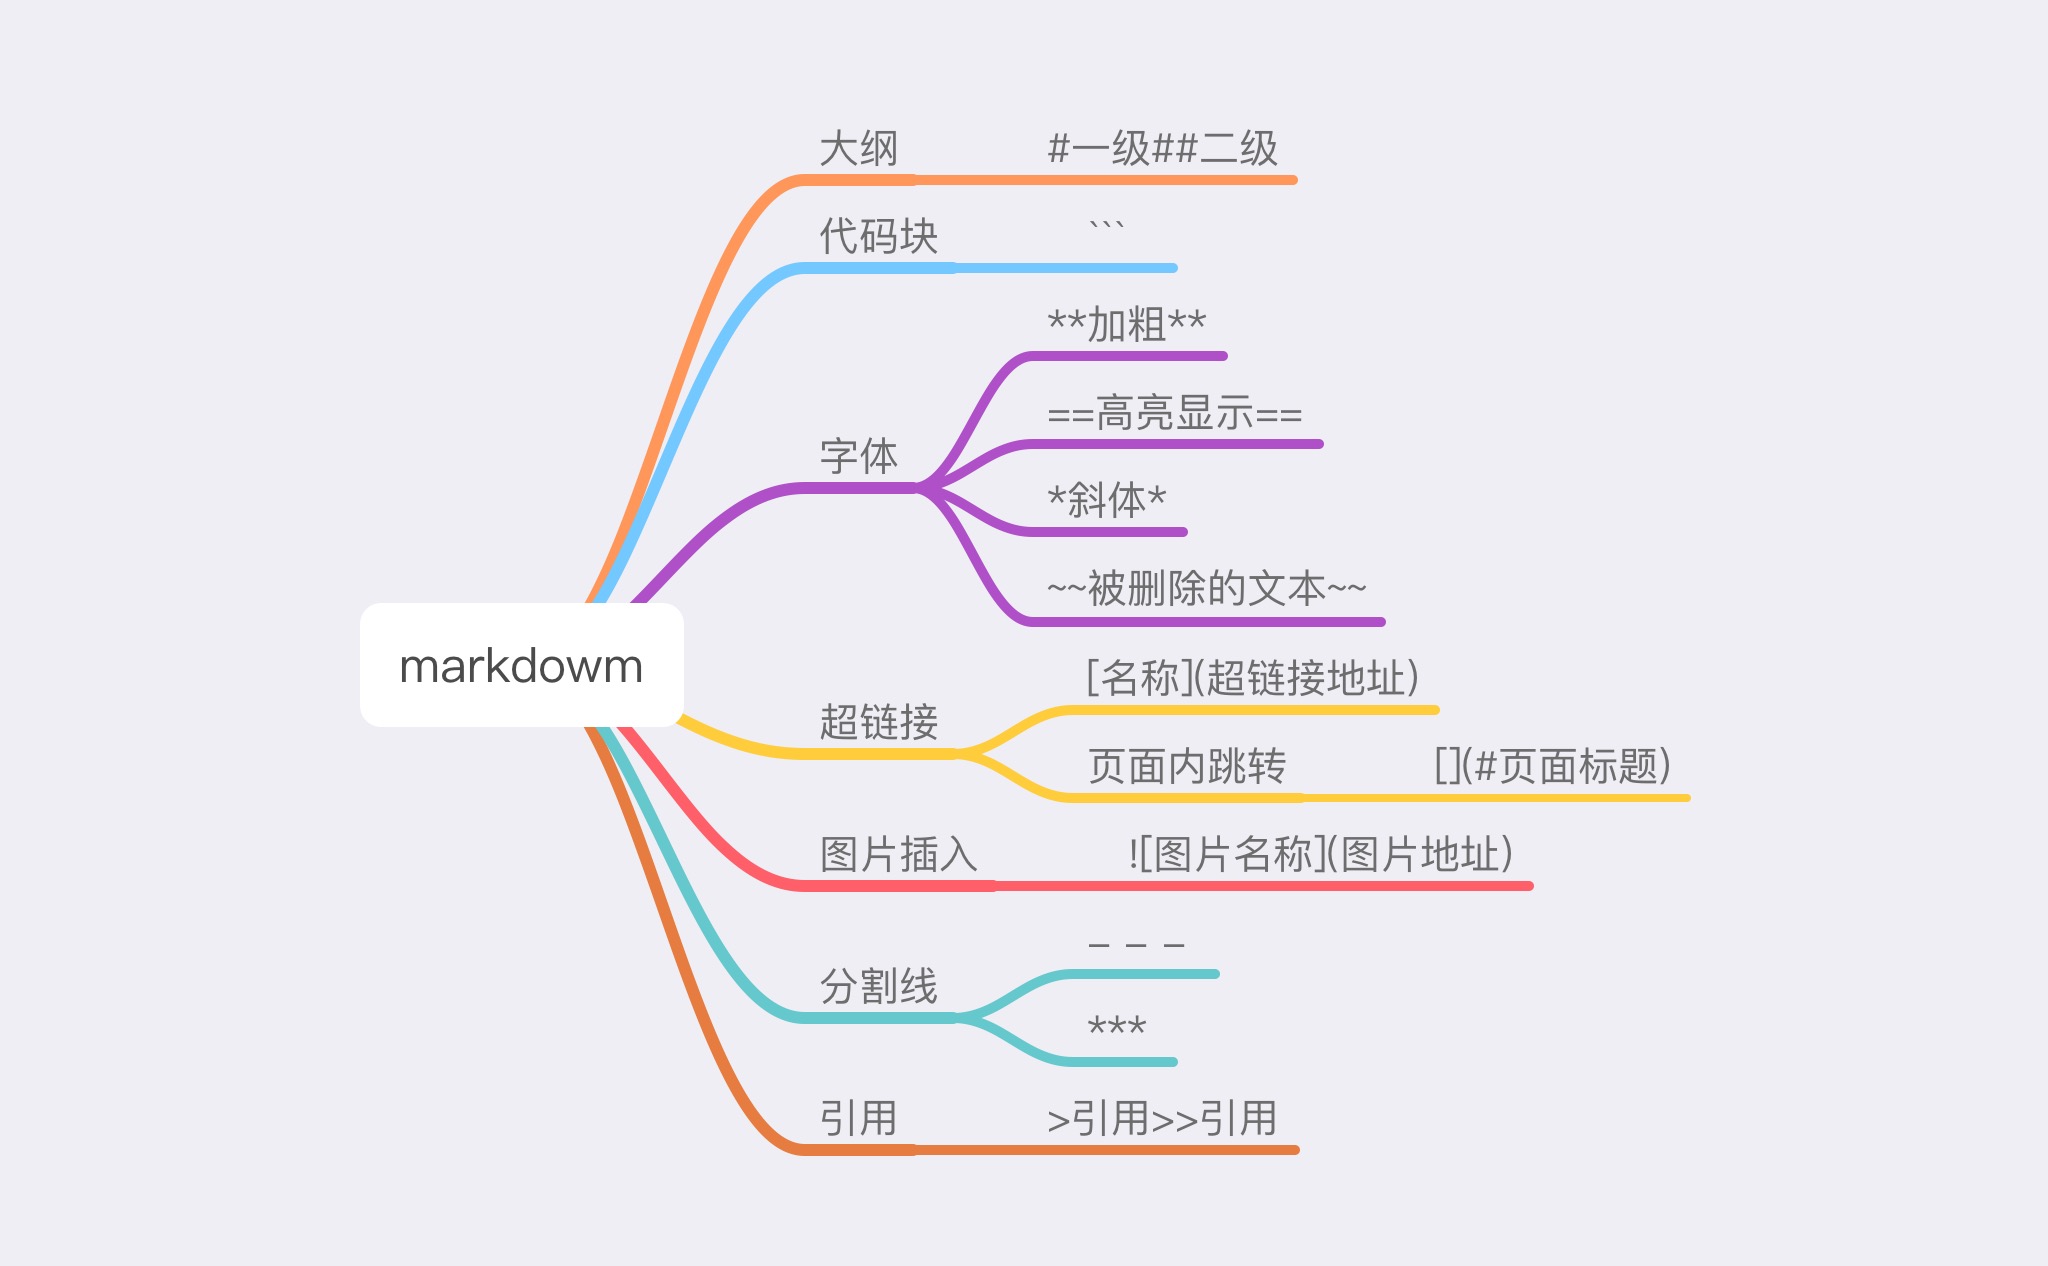 大纲
#一级##二级
代码块
```
字体
**加粗**
==高亮显示==
*斜体*
~~被删除的文本~~
markdowm
超链接
[名称](超链接地址)
页面内跳转
[](#页面标题)
图片插入
![图片名称](图片地址)
分割线
– – –
***
引用
>引用>>引用